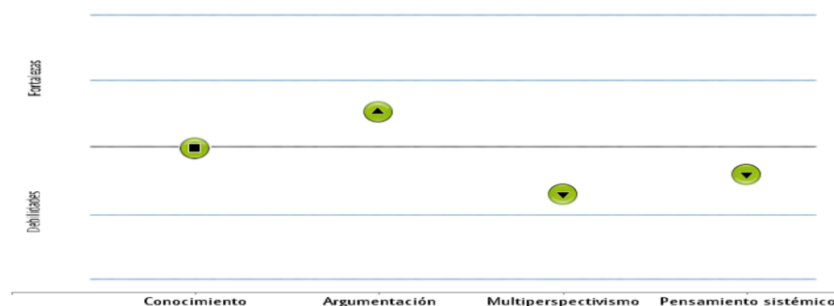 Fortalezas
Debilidades
Conocimiento
Argumentación
Multiperspectivismo
Pensamiento sistémico